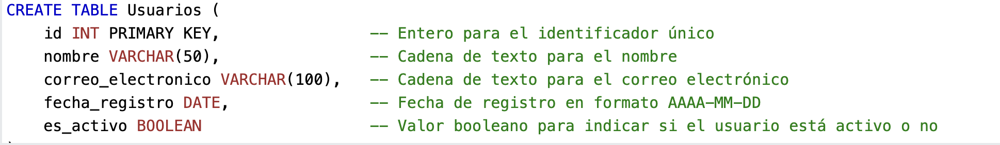 CREATE TABLE Usuarios (
    id INT PRIMARY KEY,                -- Entero para el identificador único
    nombre VARCHAR(50),                -- Cadena de texto para el nombre
    correo_electronico VARCHAR(100),   -- Cadena de texto para el correo electrónico
    fecha_registro DATE,               -- Fecha de registro en formato AAAA-MM-DD
    es_activo BOOLEAN                  -- Valor booleano para indicar si el usuario está activo o no